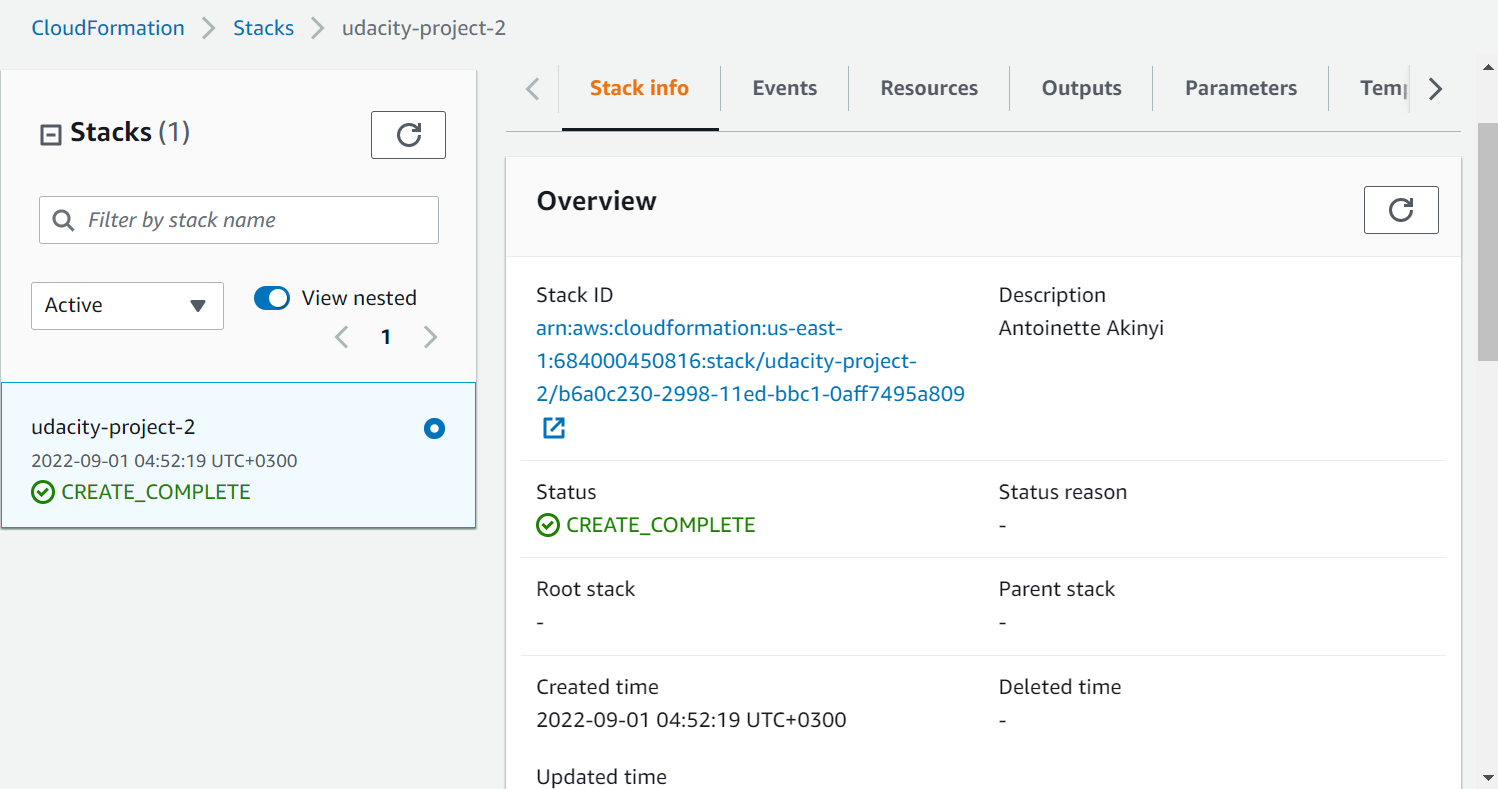 CloudFormation Stacks udacity-project-2
Stacks (1)
Filter by stack name
Active
View nested
1
udacity-project-2
2022-09-01 04:52:19 UTC+0300
CREATE_COMPLETE
Stack info Events Resources Outputs Parameters Temp
Overview
Stack ID
arn:aws:cloudformation:us-east-
1:684000450816:stack/udacity-project-
2/b6a0c230-2998-11ed-bbc1-0aff7495a809
Description
Antoinette Akinyi
Status
CREATE_COMPLETE
Status reason
-
Root stack
-
Parent stack
-
Created time
2022-09-01 04:52:19 UTC+0300
Deleted time
-
Updated time